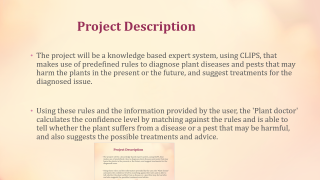 Project Description
• The project will be a knowledge based expert system, using CLIPS, that
makes use of predefined rules to diagnose plant diseases and pests that may
harm the plants in the present or the future, and suggest treatments for the
diagnosed issue.
• Using these rules and the information provided by the user, the 'Plant doctor'
calculates the confidence level by matching against the rules and is able to
tell whether the plant suffers from a disease or a pest that may be harmful,
and also suggests the possible treatments and advice.
Project Description